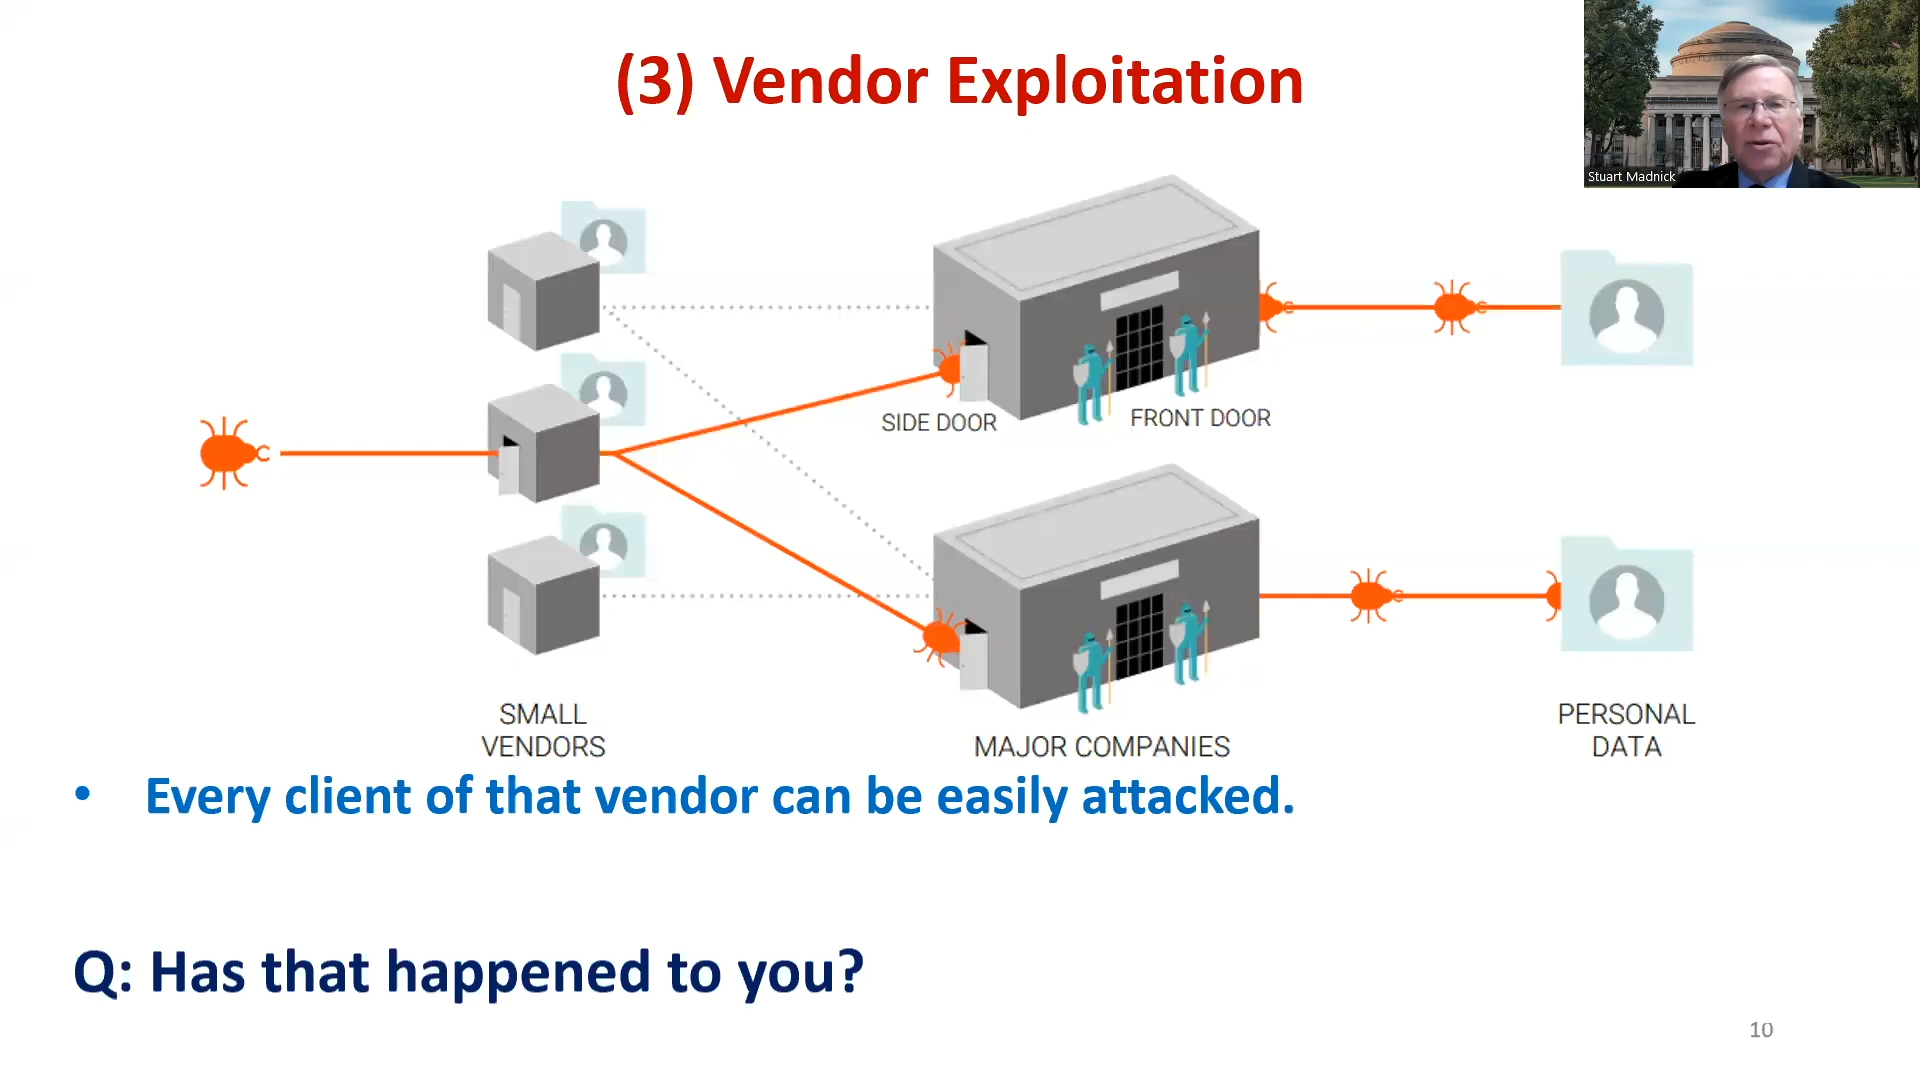 (3) Vendor Exploitation
Stuart Madnick
SIDE DOOR
FRONT DOOR
SMALL
VENDORS
MAJOR COMPANIES
PERSONAL
DATA
• Every client of that vendor can be easily attacked.
Q: Has that happened to you?
10